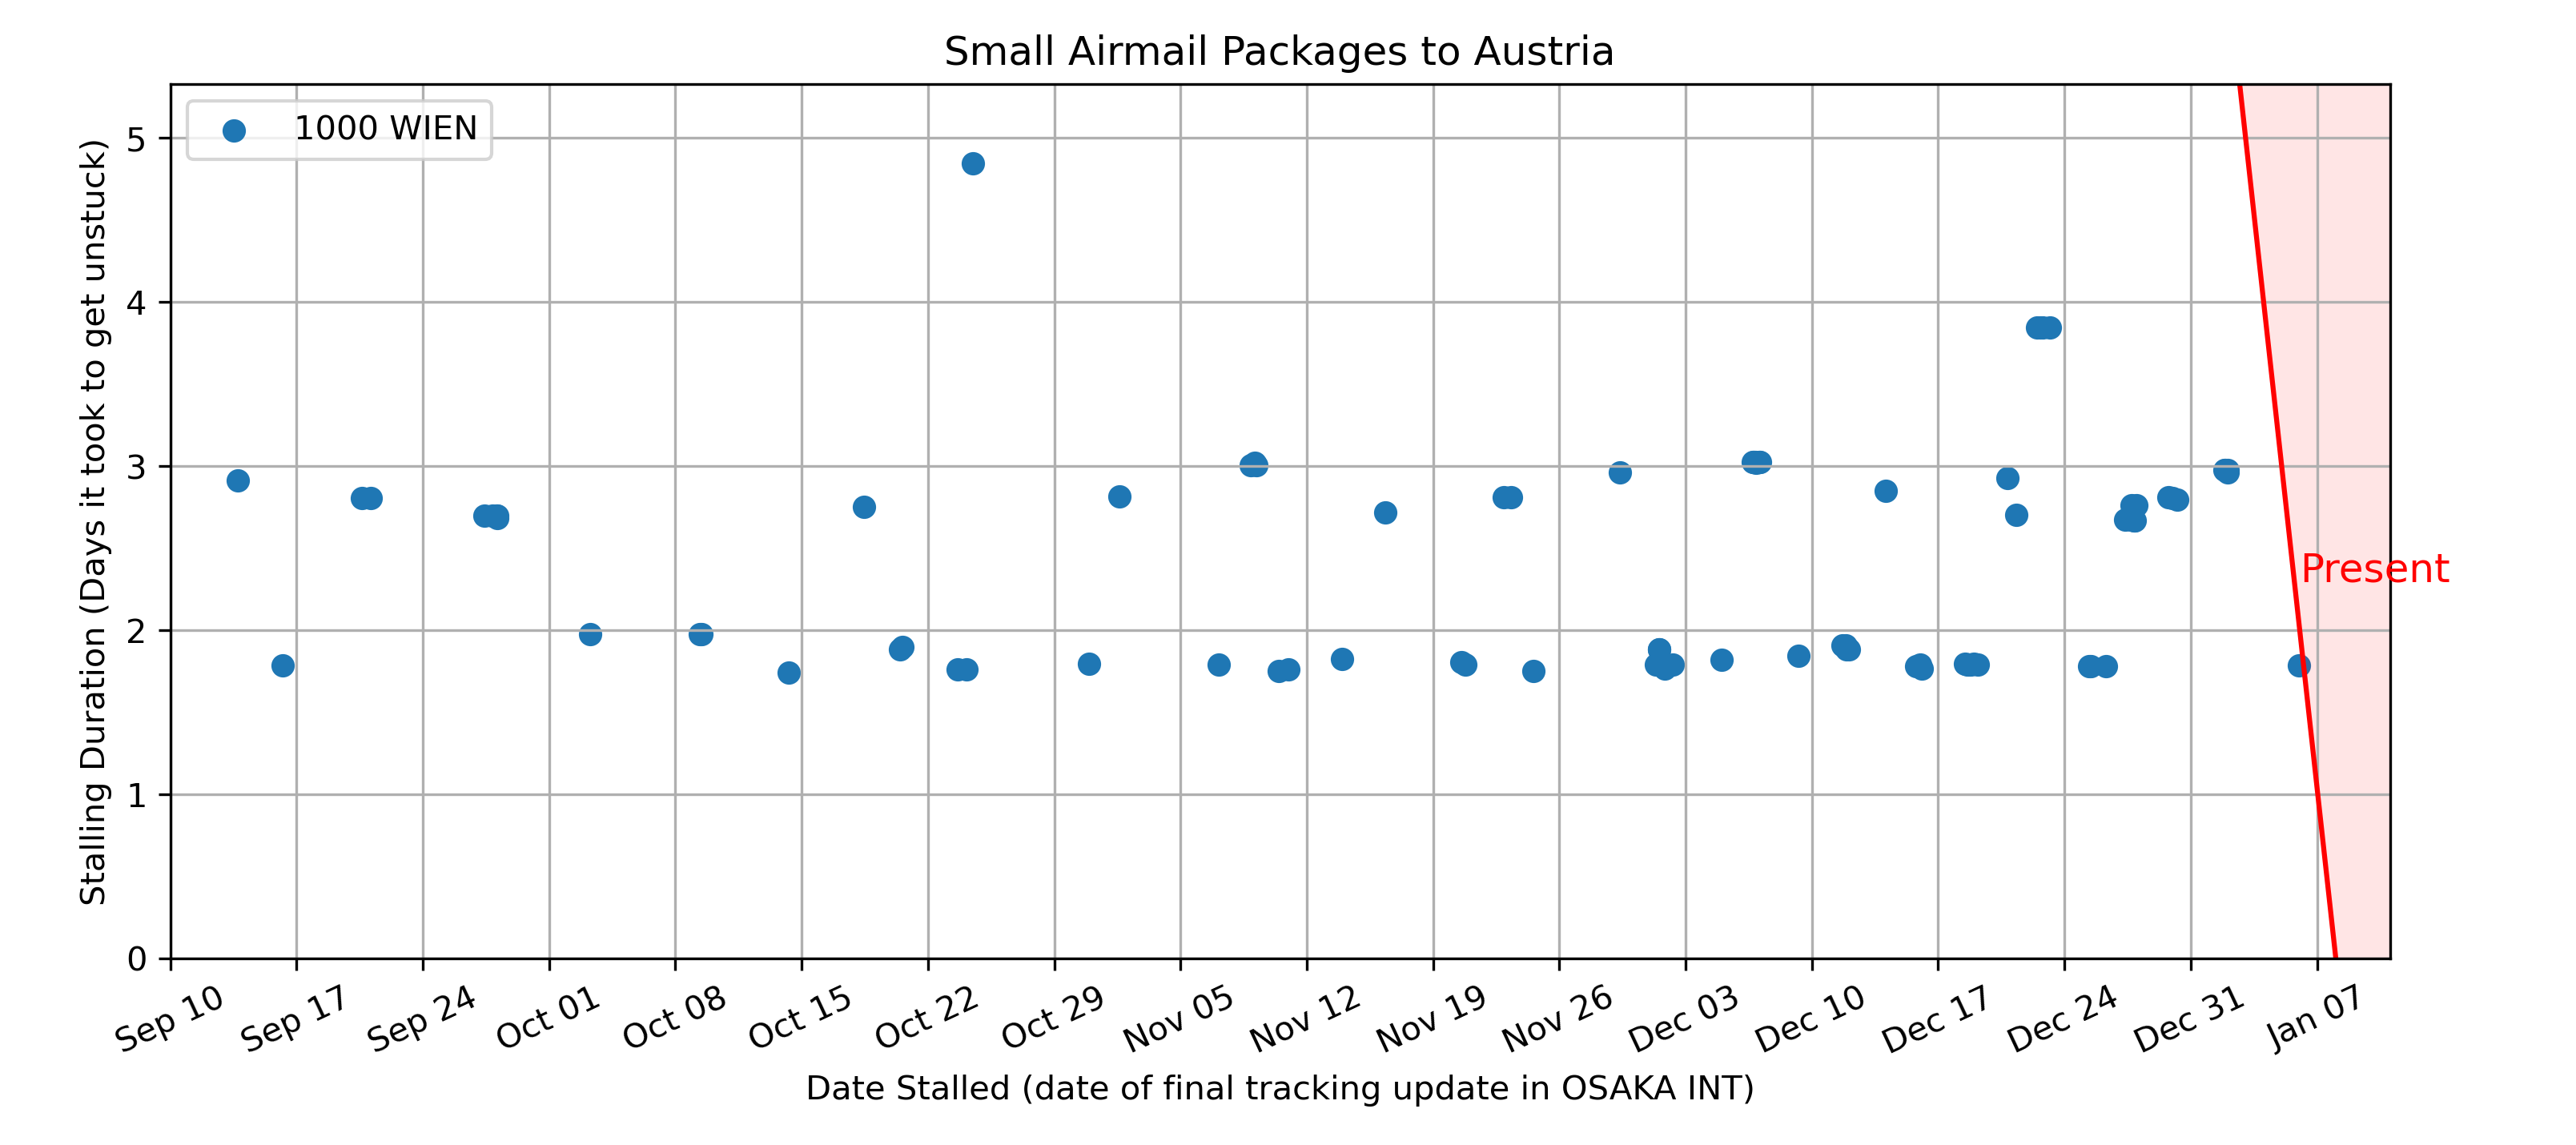 Small Airmail Packages to Austria
1000 WIEN
Stalling Duration (Days it took to get unstuck)
5
4
3
2
1
0
Present
Sep 10 Sep 17 Sep 24 Oct 01 Oct 08 Oct 15 Oct 22 Oct 29 Nov 05 Nov 12 Nov 19 Nov 26 Dec 03 Dec 10 Dec 17 Dec 24 Dec 31 Jan 07
Date Stalled (date of final tracking update in OSAKA INT)